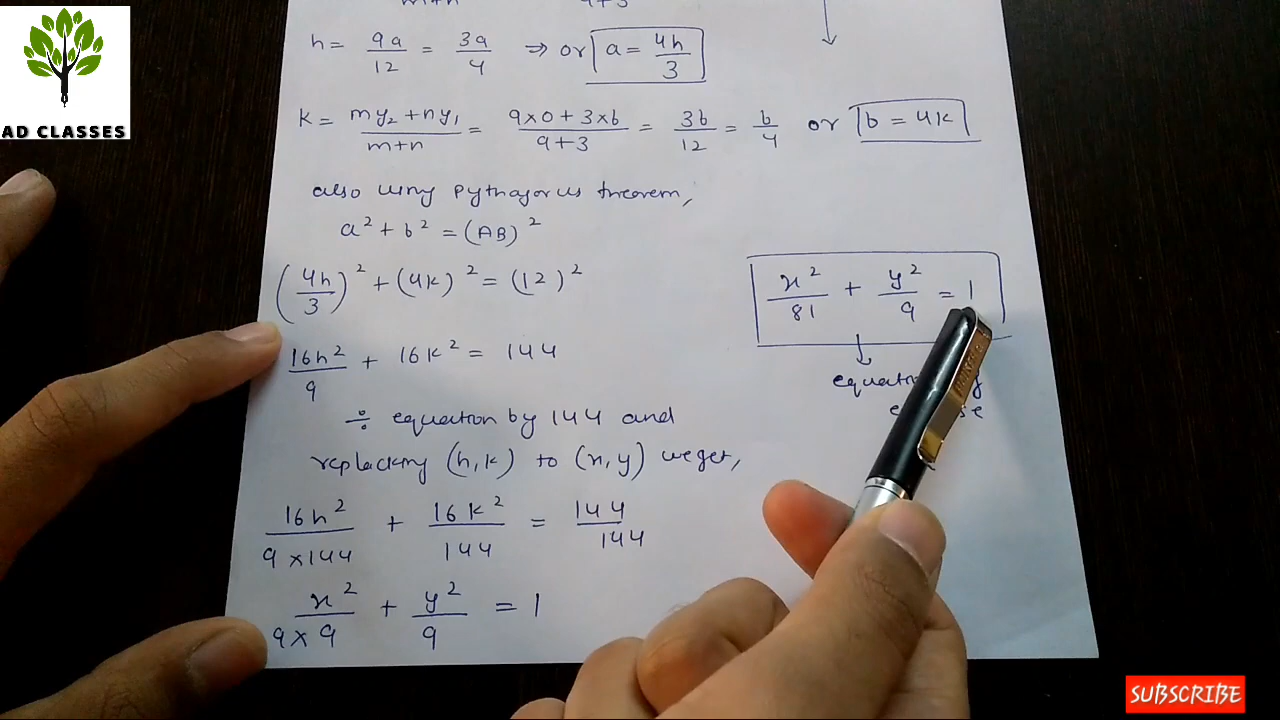 AD CLASSES
m+n 9+3
h = 9a/12 = 3a/4 ⇒ or a = 4h/3
k = my₂ + ny₁/m+n = 9×0 + 3×b/9+3 = 3b/12 = b/4 or b = 4k
also using pythagorus theorem,
a² + b² = (AB)²
(4h/3)² + (4k)² = (12)²
16h²/9 + 16k² = 144
÷ equation by 144 and
replacking (h,k) to (x,y) we get,
16h²/9×144 + 16k²/144 = 144/144
x²/9×9 + y²/9 = 1
x²/81 + y²/9 = 1
SUBSCRIBE